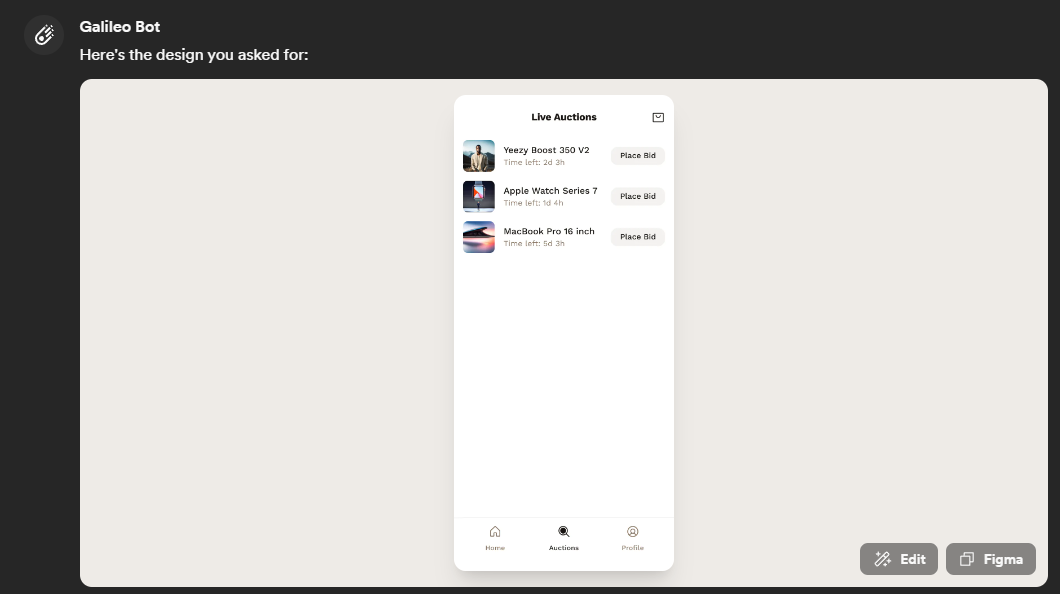 Galileo Bot
Here's the design you asked for:
Live Auctions
Yeezy Boost 350 V2
Time left: 2d 3h
Place Bid
Apple Watch Series 7
Time left: 1d 4h
Place Bid
MacBook Pro 16 inch
Time left: 5d 3h
Place Bid
Home
Auctions
Profile
Edit
Figma